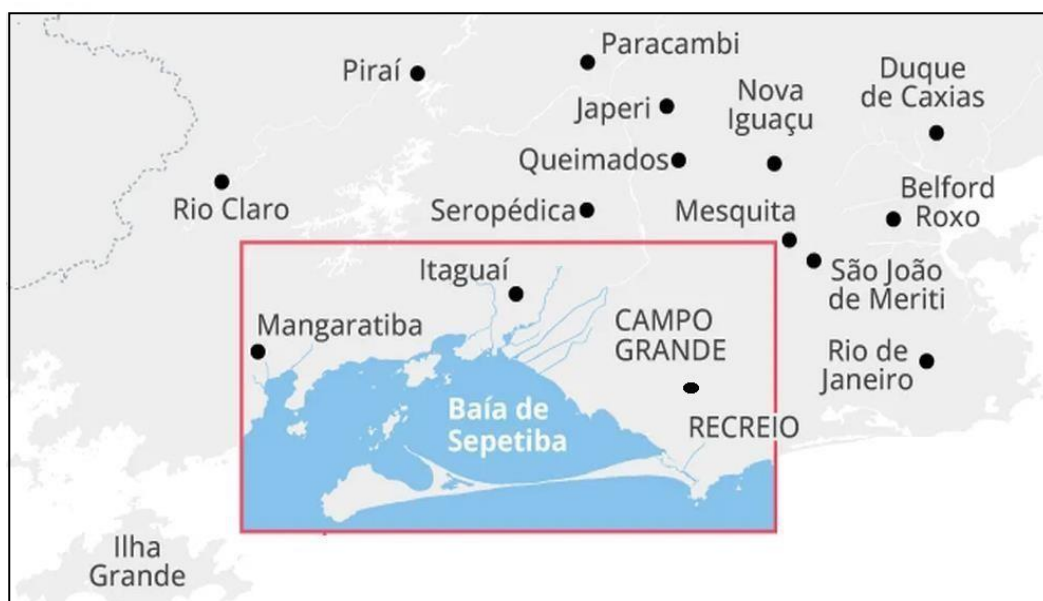 Paracambi
Piraí
Duque
de Caxias
Nova
Iguaçu
Japeri
Queimados
Belford
Roxo
Rio Claro
Seropédica
Mesquita
São João
de Meriti
Itaguaí
Mangaratiba
CAMPO
GRANDE
Rio de
Janeiro
Baía de
Sepetiba
RECREIO
Ilha
Grande